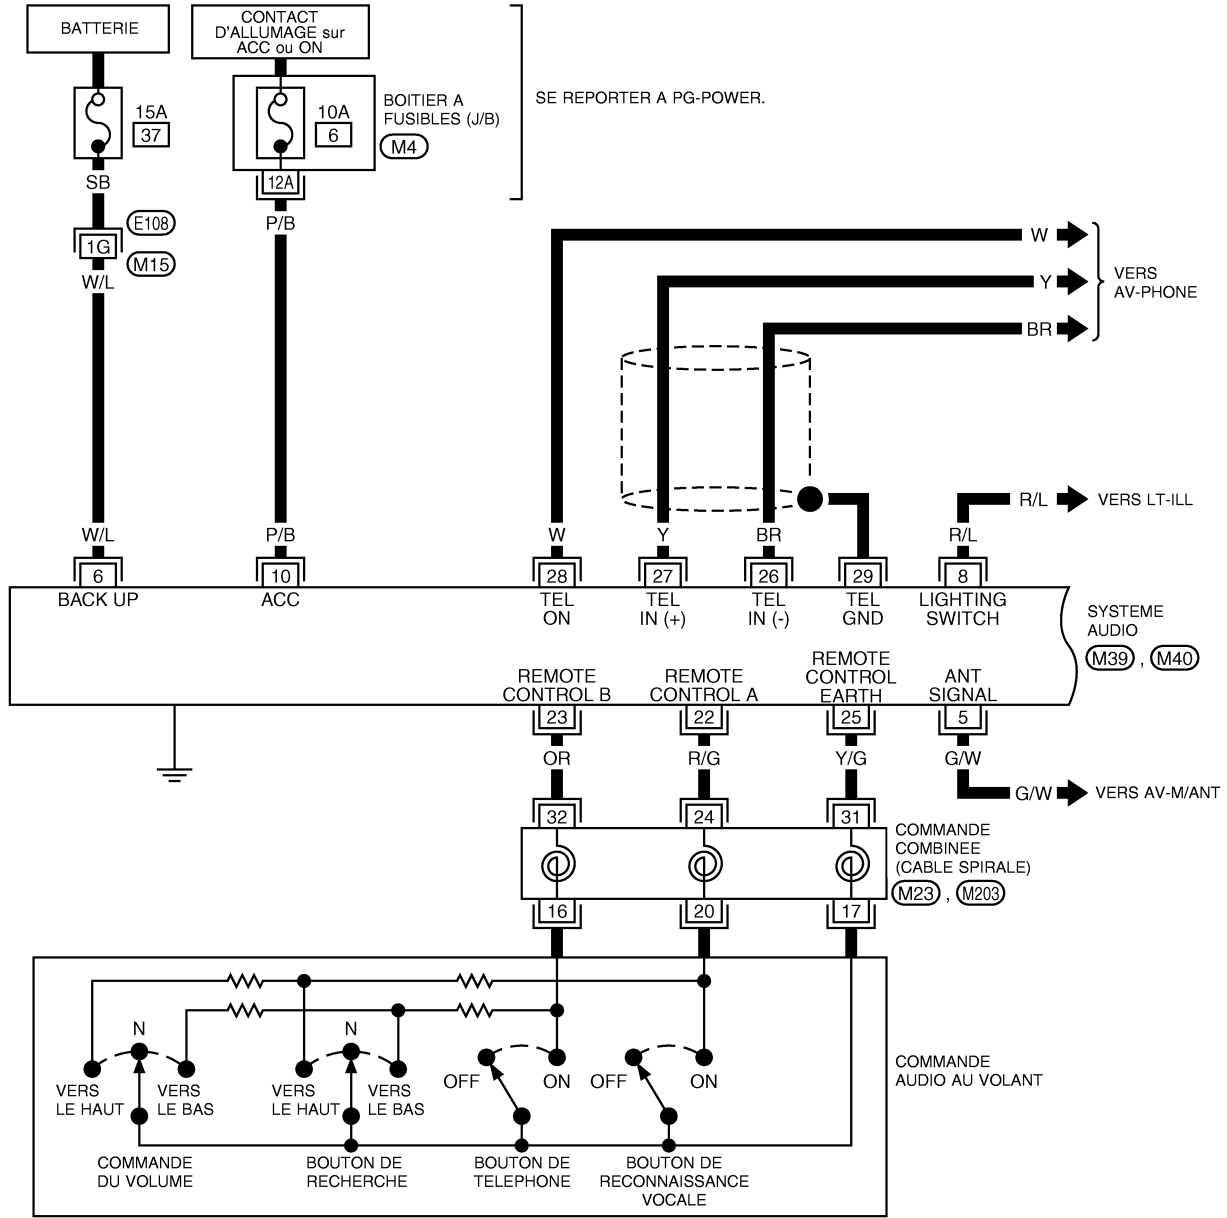 BATTERIE
CONTACT
D'ALLUMAGE sur
ACC ou ON
15A
37
10A
6
BOITIER A
FUSIBLES (J/B)
M4
SE REPORTER A PG-POWER.
SB
12A
E108
1G
M15
P/B
W/L
W
Y
BR
VERS
AV-PHONE
R/L
VERS LT-ILL
W/L
P/B
W
Y
BR
R/L
6
10
28
27
26
29
8
BACK UP
ACC
TEL
ON
TEL
IN (+)
TEL
IN (-)
TEL
GND
LIGHTING
SWITCH
SYSTEME
AUDIO
M39 , M40
REMOTE
CONTROL B
REMOTE
CONTROL A
REMOTE
CONTROL
EARTH
ANT
SIGNAL
23
22
25
5
OR
R/G
Y/G
G/W
G/W
VERS AV-M/ANT
32
24
31
COMMANDE
COMBINEE
(CABLE SPIRALE)
M23 , M203
16
20
17
N
N
VERS
LE HAUT
VERS
LE BAS
VERS
LE HAUT
VERS
LE BAS
OFF
ON
OFF
ON
COMMANDE
AUDIO AU VOLANT
COMMANDE
DU VOLUME
BOUTON DE
RECHERCHE
BOUTON DE
TELEPHONE
BOUTON DE
RECONNAISSANCE
VOCALE